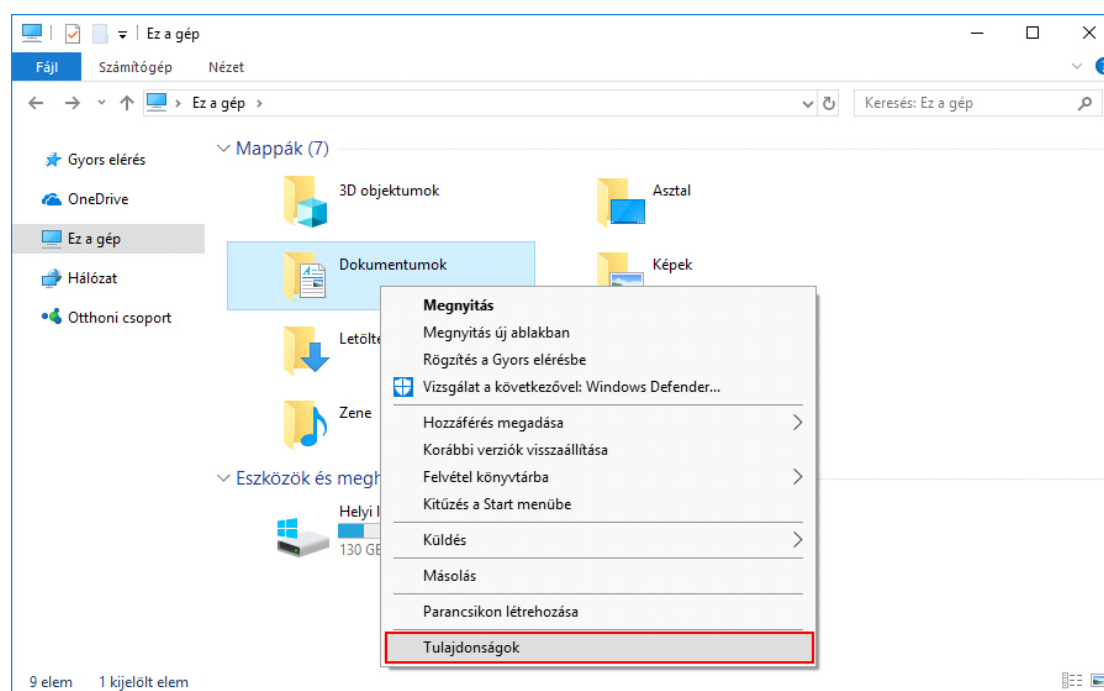 Ez a gép
Fájl Számítógép Nézet
Ez a gép
Keresés: Ez a gép
Gyors elérés
OneDrive
Ez a gép
Hálózat
Otthoni csoport
Mappák (7)
3D objektumok
Asztal
Dokumentumok
Képek
Zene
Eszközök és
Helyi
130
Megnyitás
Megnyitás új ablakban
Rögzítés a Gyors elérésbe
Vizsgálat a következővel: Windows Defender...
Hozzáférés megadása
Korábbi verziók visszaállítása
Felvétel könyvtárba
Kitűzés a Start menübe
Küldés
Másolás
Parancsikon létrehozása
Tulajdonságok
9 elem 1 kijelölt elem